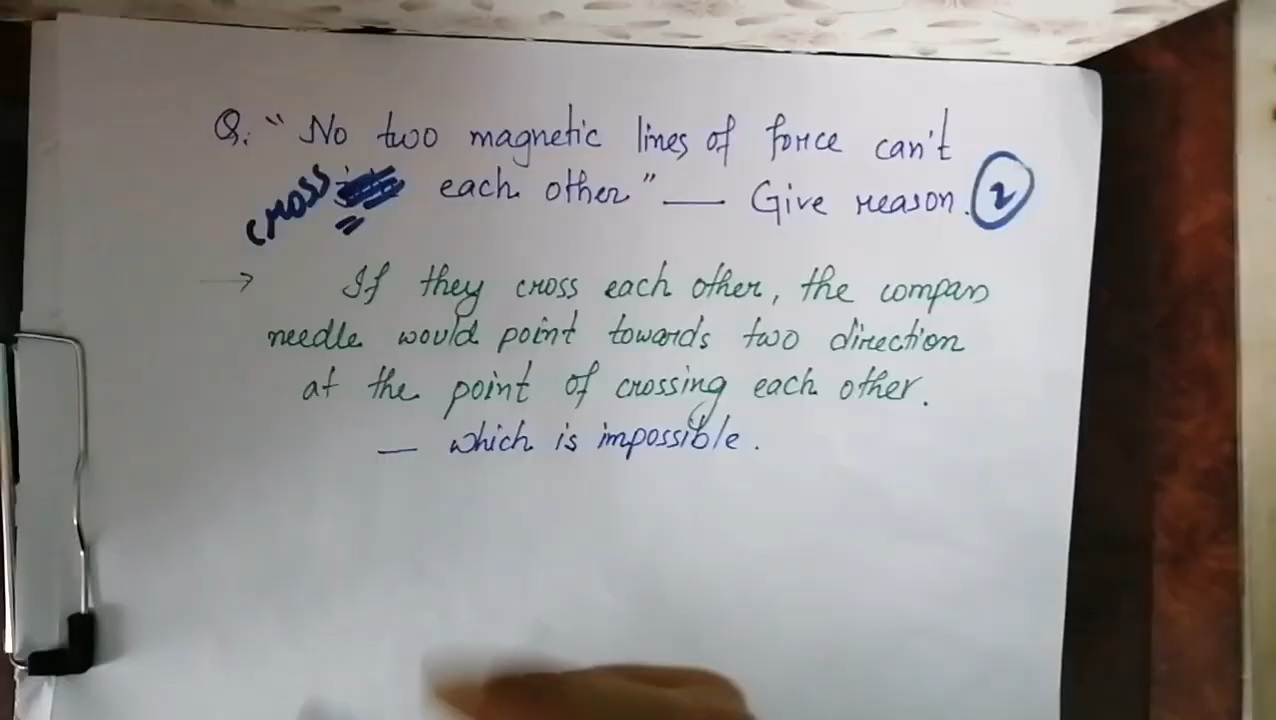 Q. "No two magnetic lines of force can't
cross each other" — Give reason. 2
→ If they cross each other, the compass
needle would point towards two direction
at the point of crossing each other.
— which is impossible.